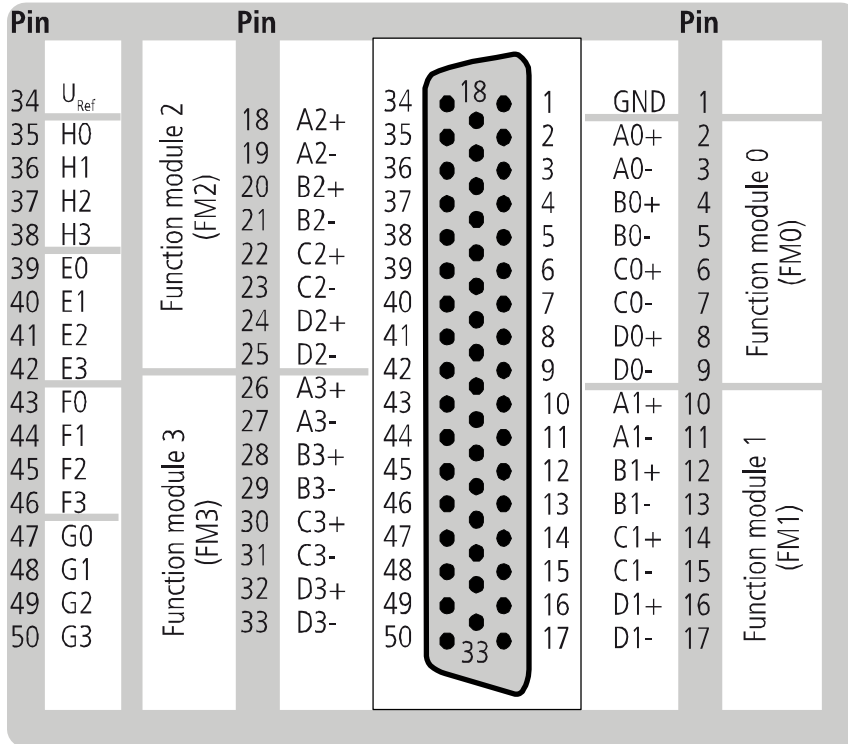 Pin Pin Pin
34 U Ref
35 H0
36 H1
37 H2
38 H3
39 E0
40 E1
41 E2
42 E3
43 F0
44 F1
45 F2
46 F3
47 G0
48 G1
49 G2
50 G3
Function module 2
(FM2)
Function module 3
(FM3)
18 A2+
19 A2-
20 B2+
21 B2-
22 C2+
23 C2-
24 D2+
25 D2-
26 A3+
27 A3-
28 B3+
29 B3-
30 C3+
31 C3-
32 D3+
33 D3-
34
35
36
37
38
39
40
41
42
43
44
45
46
47
48
49
50
18
33
1
2
3
4
5
6
7
8
9
10
11
12
13
14
15
16
17
GND 1
A0+ 2
A0- 3
B0+ 4
B0- 5
C0+ 6
C0- 7
D0+ 8
D0- 9
A1+ 10
A1- 11
B1+ 12
B1- 13
C1+ 14
C1- 15
D1+ 16
D1- 17
Function module 0
(FM0)
Function module 1
(FM1)